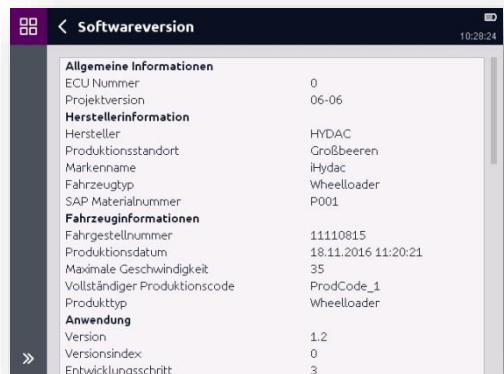 Softwareversion
10:28:24
Allgemeine Informationen
ECU Nummer 0
Projektversion 06-06
Herstellerinformation
Hersteller HYDAC
Produktionsstandort Großbeeren
Markenname iHydac
Fahrzeugtyp Wheelloader
SAP Materialnummer P001
Fahrzeuginformationen
Fahrgestellnummer 11110815
Produktionsdatum 18.11.2016 11:20:21
Maximale Geschwindigkeit 35
Vollständiger Produktionscode ProdCode_1
Produkttyp Wheelloader
Anwendung
Version 1.2
Versionsindex 0
Entwicklungsschritt 3